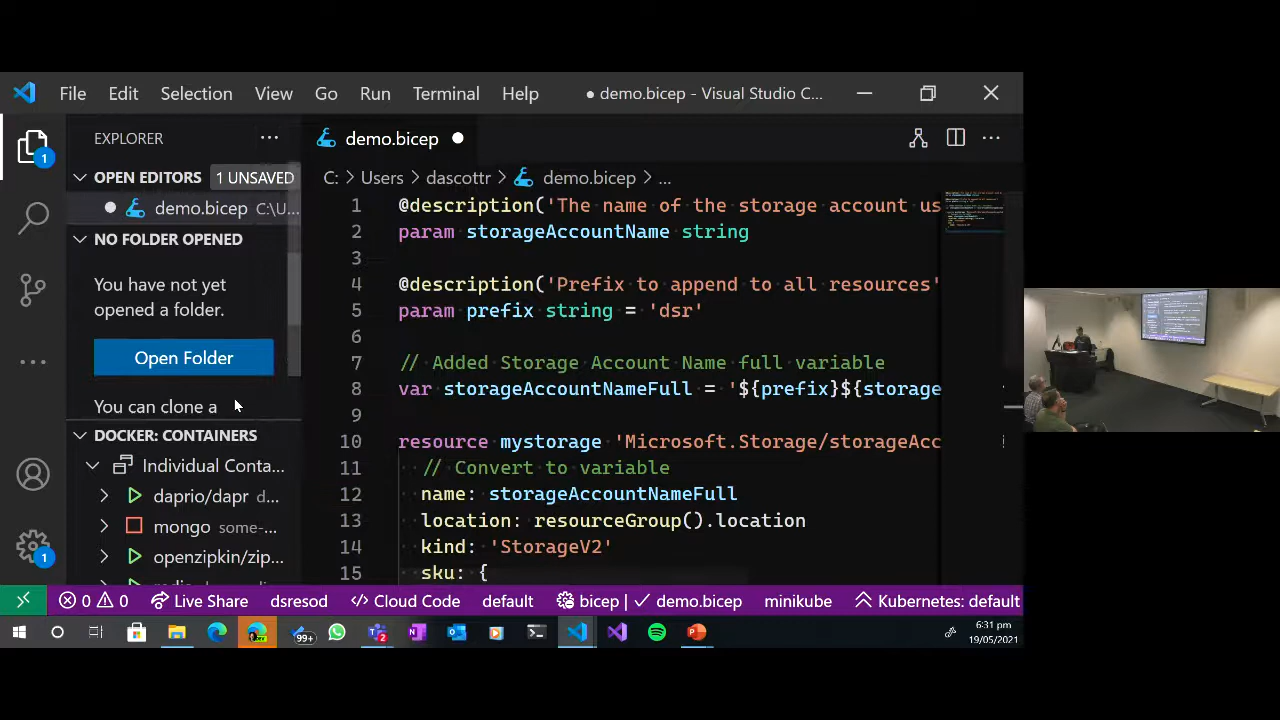 File Edit Selection View Go Run Terminal Help ● demo.bicep - Visual Studio C...
EXPLORER ...
demo.bicep ●
OPEN EDITORS 1 UNSAVED
● demo.bicep C:\U...
NO FOLDER OPENED
You have not yet
opened a folder.
Open Folder
You can clone a
DOCKER: CONTAINERS
Individual Conta...
daprio/dapr d...
mongo some-...
openzipkin/zip...
1
C: > Users > dascottr > demo.bicep > ...
1 @description('The name of the storage account us
2 param storageAccountName string
3
4 @description('Prefix to append to all resources'
5 param prefix string = 'dsr'
6
7 // Added Storage Account Name full variable
8 var storageAccountNameFull = '${prefix}${storage
9
10 resource mystorage 'Microsoft.Storage/storageAcc
11 // Convert to variable
12 name: storageAccountNameFull
13 location: resourceGroup().location
14 kind: 'StorageV2'
15 sku: {
1
0 0 Live Share dsresod Cloud Code default bicep | ✓ demo.bicep minikube Kubernetes: default
99+ 2
DEV
6:31 pm
19/05/2021